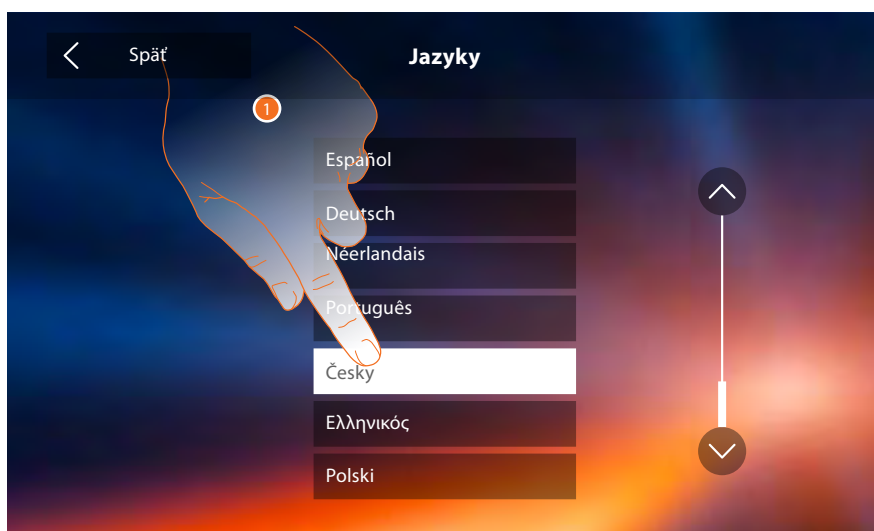 Späť
Jazyky
1
Español
Deutsch
Néerlandais
Português
Česky
Ελληνικός
Polski